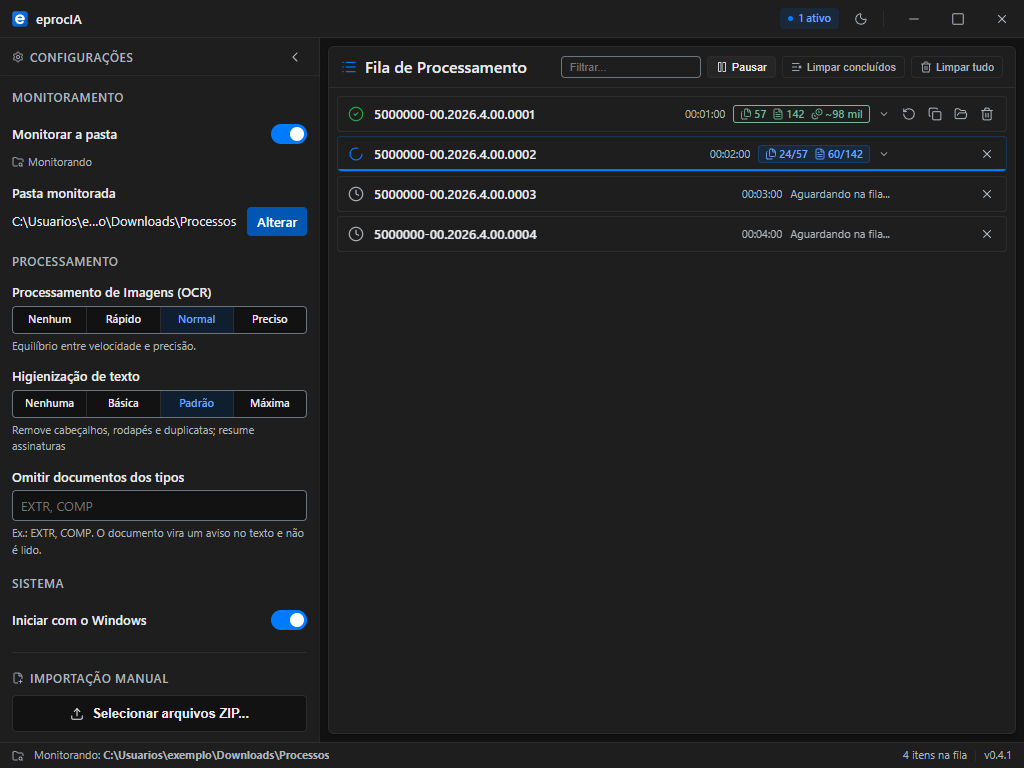 eprocIA
1 ativo
CONFIGURAÇÕES
MONITORAMENTO
Monitorar a pasta
Monitorando
Pasta monitorada
C:\Usuarios\e...o\Downloads\Processos
Alterar
PROCESSAMENTO
Processamento de Imagens (OCR)
Nenhum Rápido Normal Preciso
Equilíbrio entre velocidade e precisão.
Higienização de texto
Nenhuma Básica Padrão Máxima
Remove cabeçalhos, rodapés e duplicatas; resume
assinaturas
Omitir documentos dos tipos
EXTR, COMP
Ex.: EXTR, COMP. O documento vira um aviso no texto e não
é lido.
SISTEMA
Iniciar com o Windows
IMPORTAÇÃO MANUAL
Selecionar arquivos ZIP...
Fila de Processamento
Filtrar...
Pausar
Limpar concluídos
Limpar tudo
5000000-00.2026.4.00.0001 00:01:00 57 142 ~98 mil
5000000-00.2026.4.00.0002 00:02:00 24/57 60/142
5000000-00.2026.4.00.0003 00:03:00 Aguardando na fila...
5000000-00.2026.4.00.0004 00:04:00 Aguardando na fila...
Monitorando: C:\Usuarios\exemplo\Downloads\Processos
4 itens na fila
v0.4.1